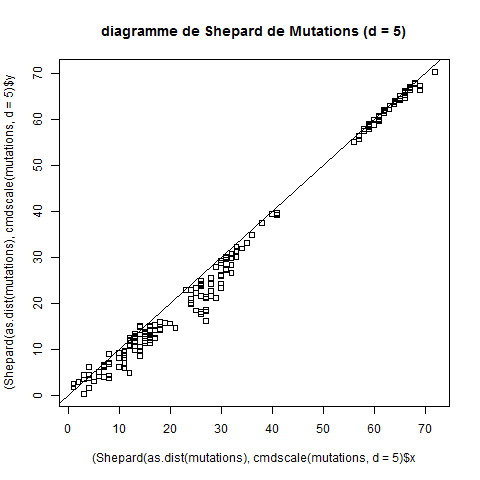 diagramme de Shepard de Mutations (d = 5)
(Shepard(as.dist(mutations), cmdscale(mutations, d = 5)$y
70
60
50
40
30
20
10
0
0 10 20 30 40 50 60 70
(Shepard(as.dist(mutations), cmdscale(mutations, d = 5)$x